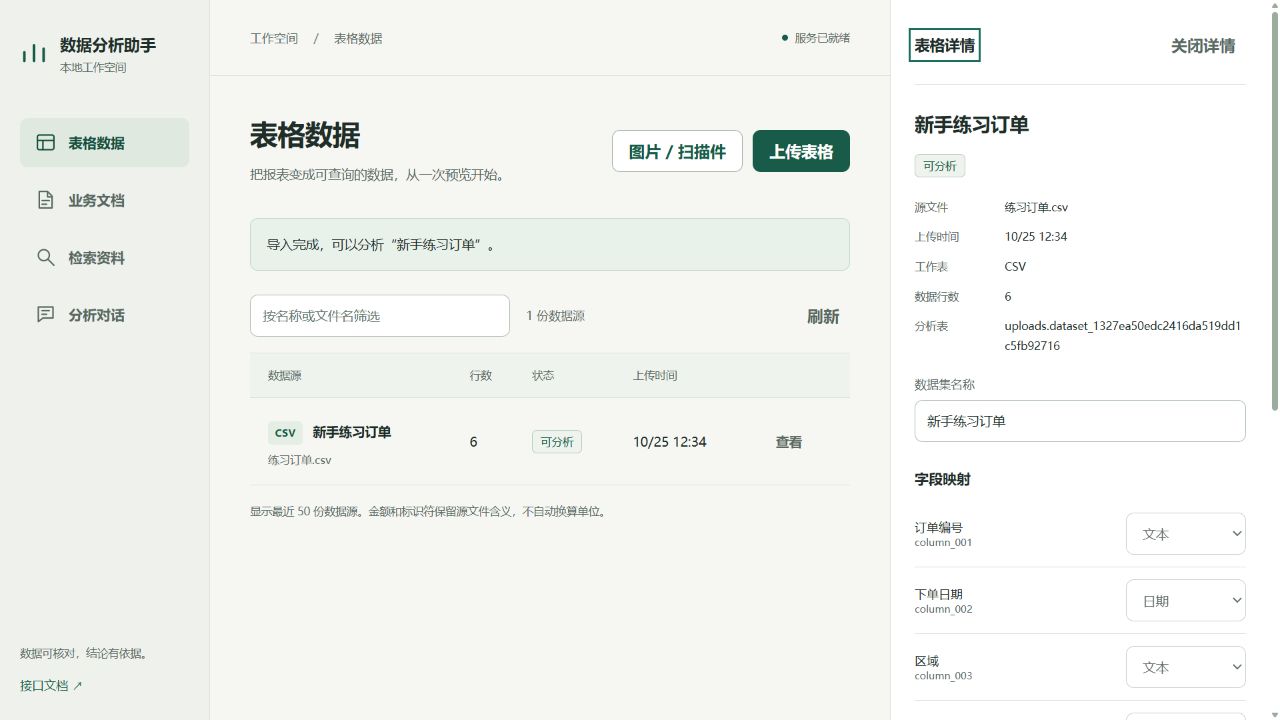 数据分析助手
本地工作空间
表格数据
业务文档
检索资料
分析对话
数据可核对，结论有依据。
接口文档 ↗
工作空间 / 表格数据
服务已就绪
表格数据
把报表变成可查询的数据，从一次预览开始。
图片 / 扫描件
上传表格
导入完成，可以分析“新手练习订单”。
按名称或文件名筛选
1 份数据源
刷新
数据源 行数 状态 上传时间
CSV 新手练习订单 6 可分析 10/25 12:34 查看
练习订单.csv
显示最近 50 份数据源。金额和标识符保留源文件含义，不自动换算单位。
表格详情
关闭详情
新手练习订单
可分析
源文件 练习订单.csv
上传时间 10/25 12:34
工作表 CSV
数据行数 6
分析表 uploads.dataset_1327ea50edc2416da519dd1
c5fb92716
数据集名称
新手练习订单
字段映射
订单编号 文本
column_001
下单日期 日期
column_002
区域 文本
column_003